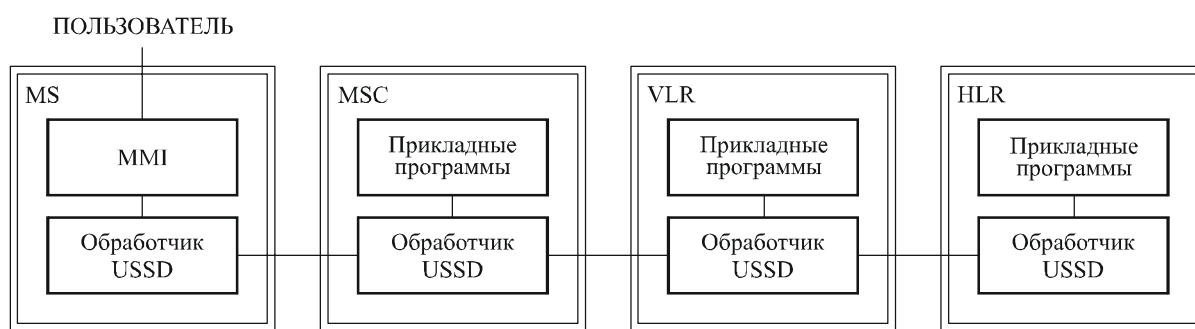 ПОЛЬЗОВАТЕЛЬ
MS
MMI
Обработчик
USSD
MSC
Прикладные
программы
Обработчик
USSD
VLR
Прикладные
программы
Обработчик
USSD
HLR
Прикладные
программы
Обработчик
USSD